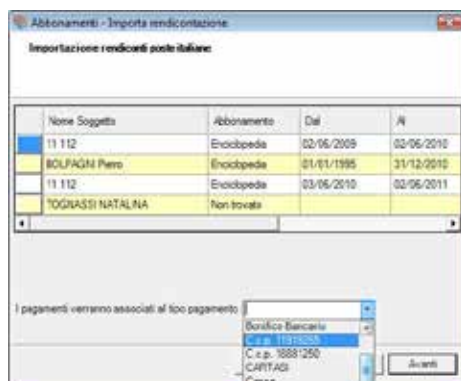 Abbonamenti - Importa rendicontazione
Importazione rendiconti poste italiane
Nome Soggetto Abbonamento Dal Al
11 112 Enciclopedia 02/06/2009 02/06/2010
BOLPAGNI Piero Enciclopedia 01/01/1995 31/12/2010
11 112 Enciclopedia 03/06/2010 02/06/2011
TOGNASSI NATALINA Non trovato
I pagamenti verranno associati al tipo pagamento
Bonifico Bancario
C.c.p.
C.c.p. 18881250
CARTASI
Avanti